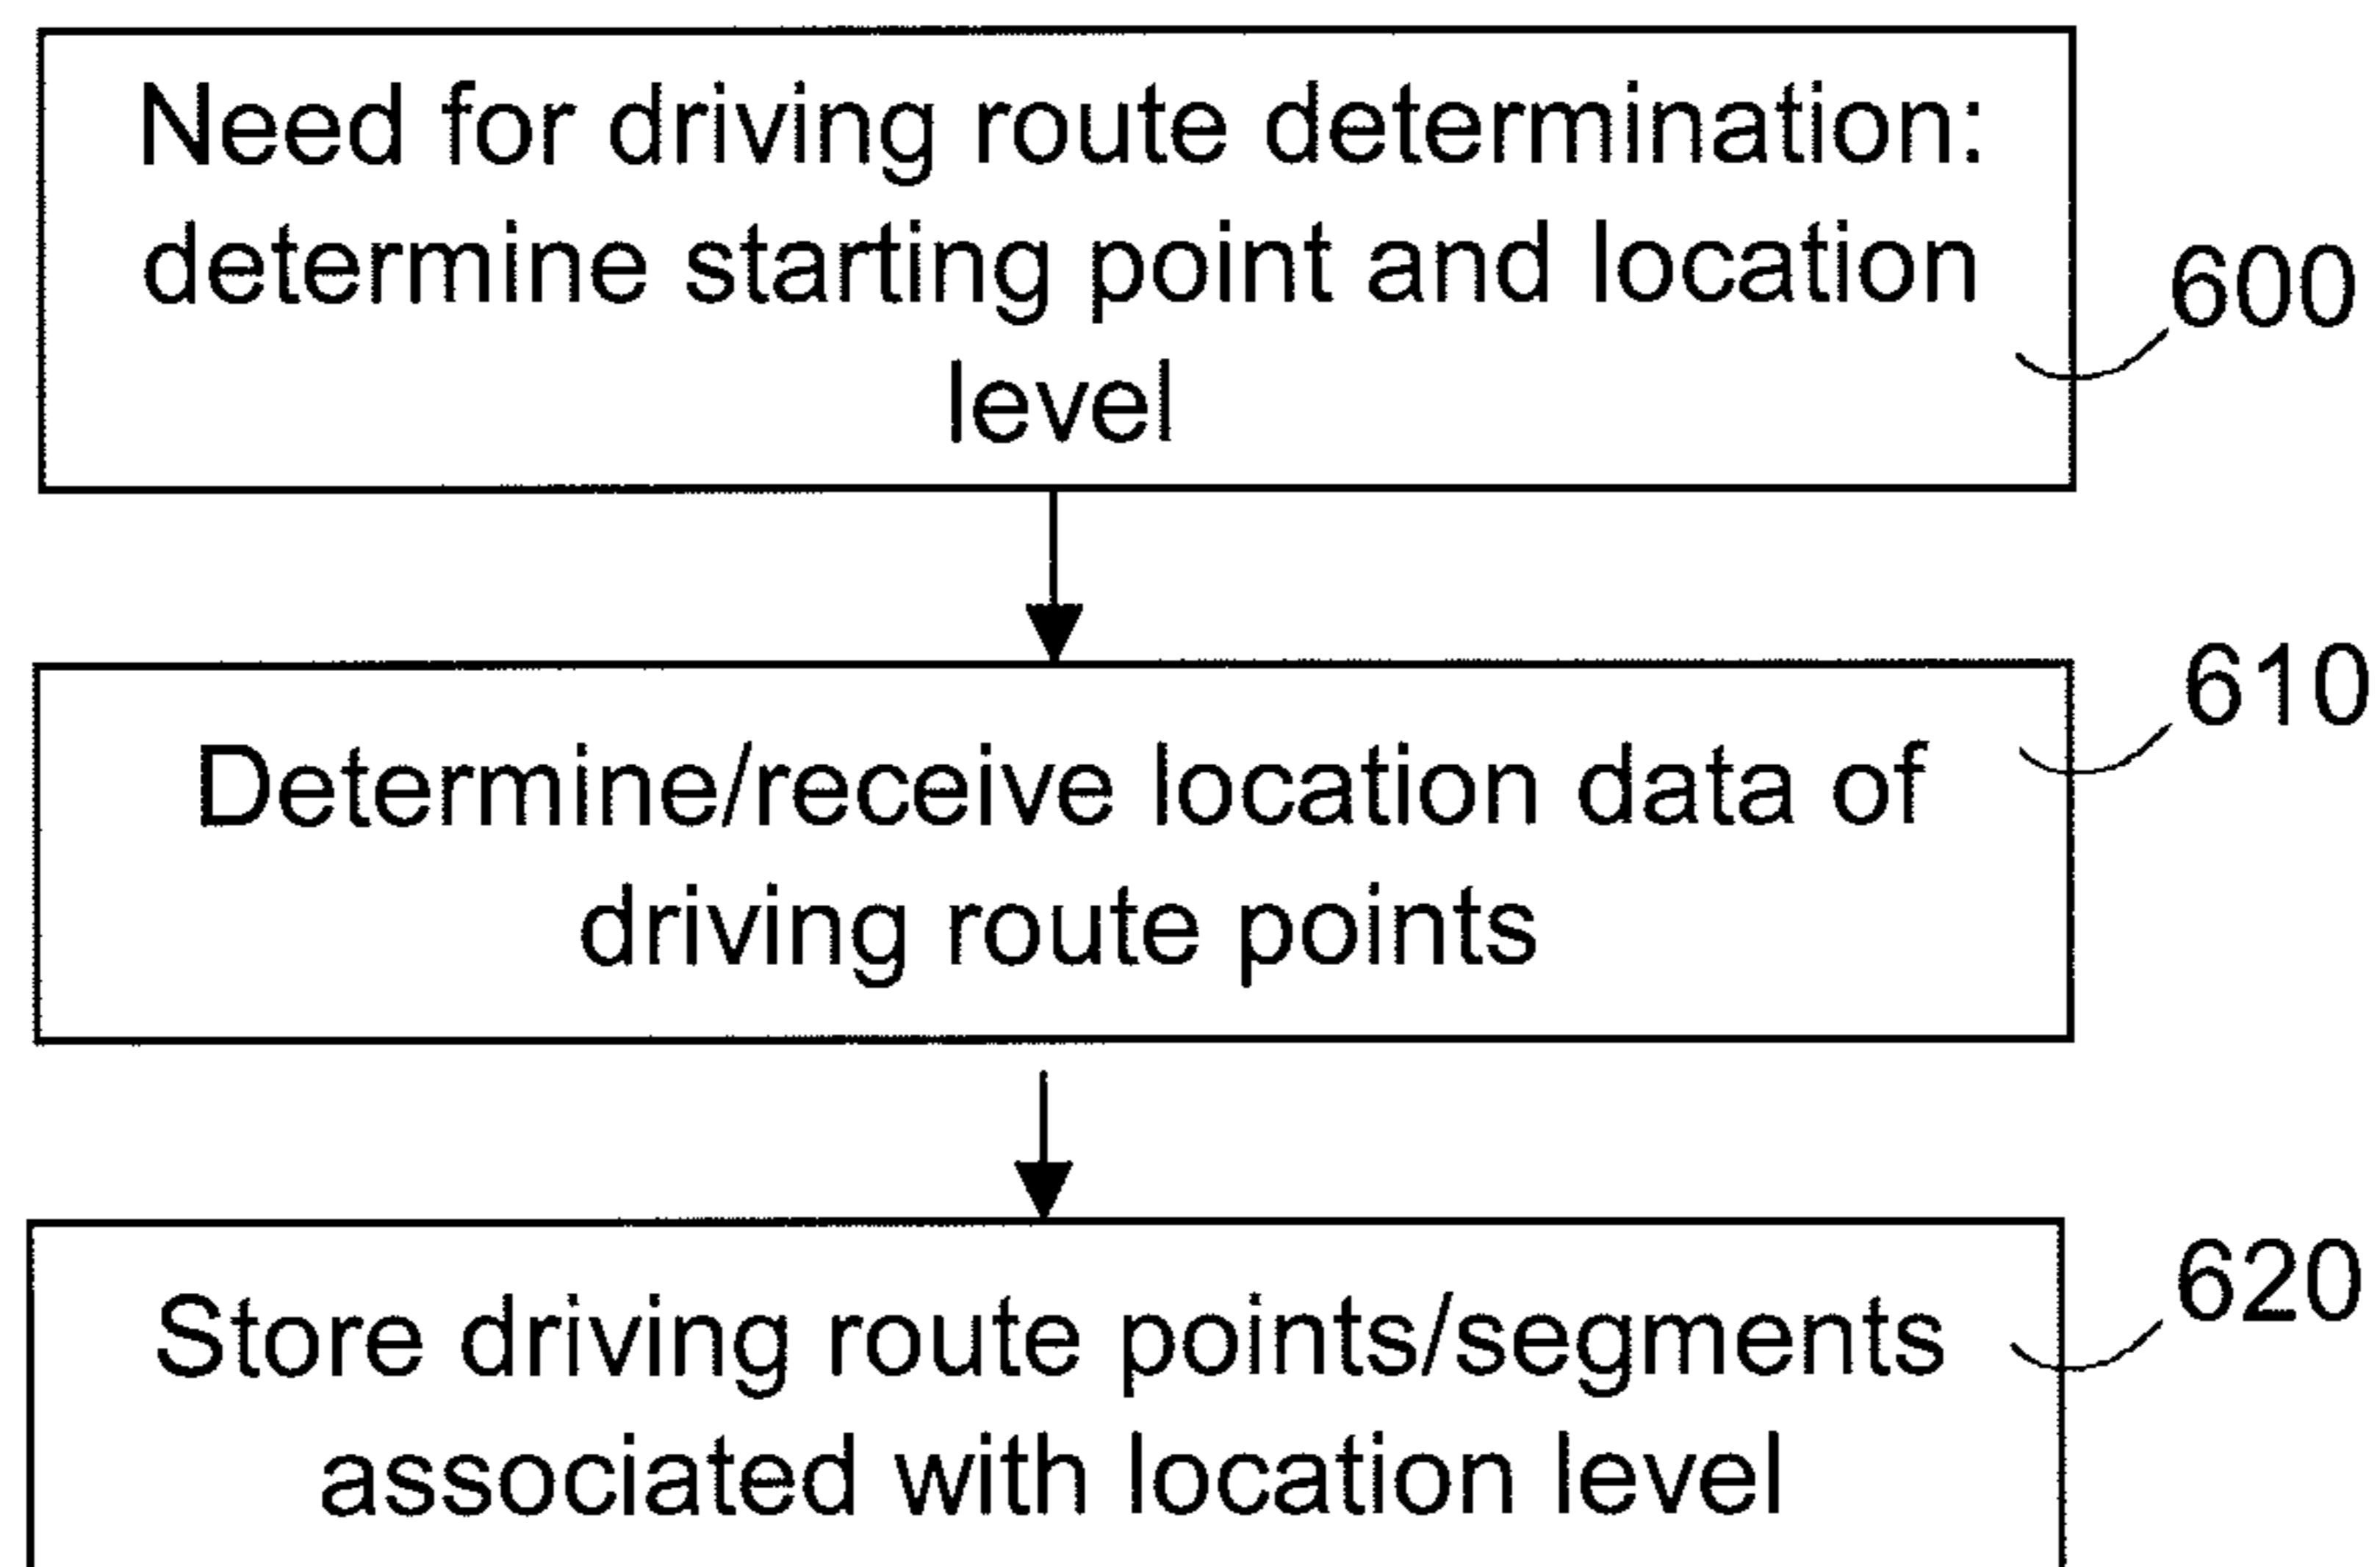 Need for driving route determination:
determine starting point and location
level
600
610
Determine/receive location data of
driving route points
620
Store driving route points/segments
associated with location level